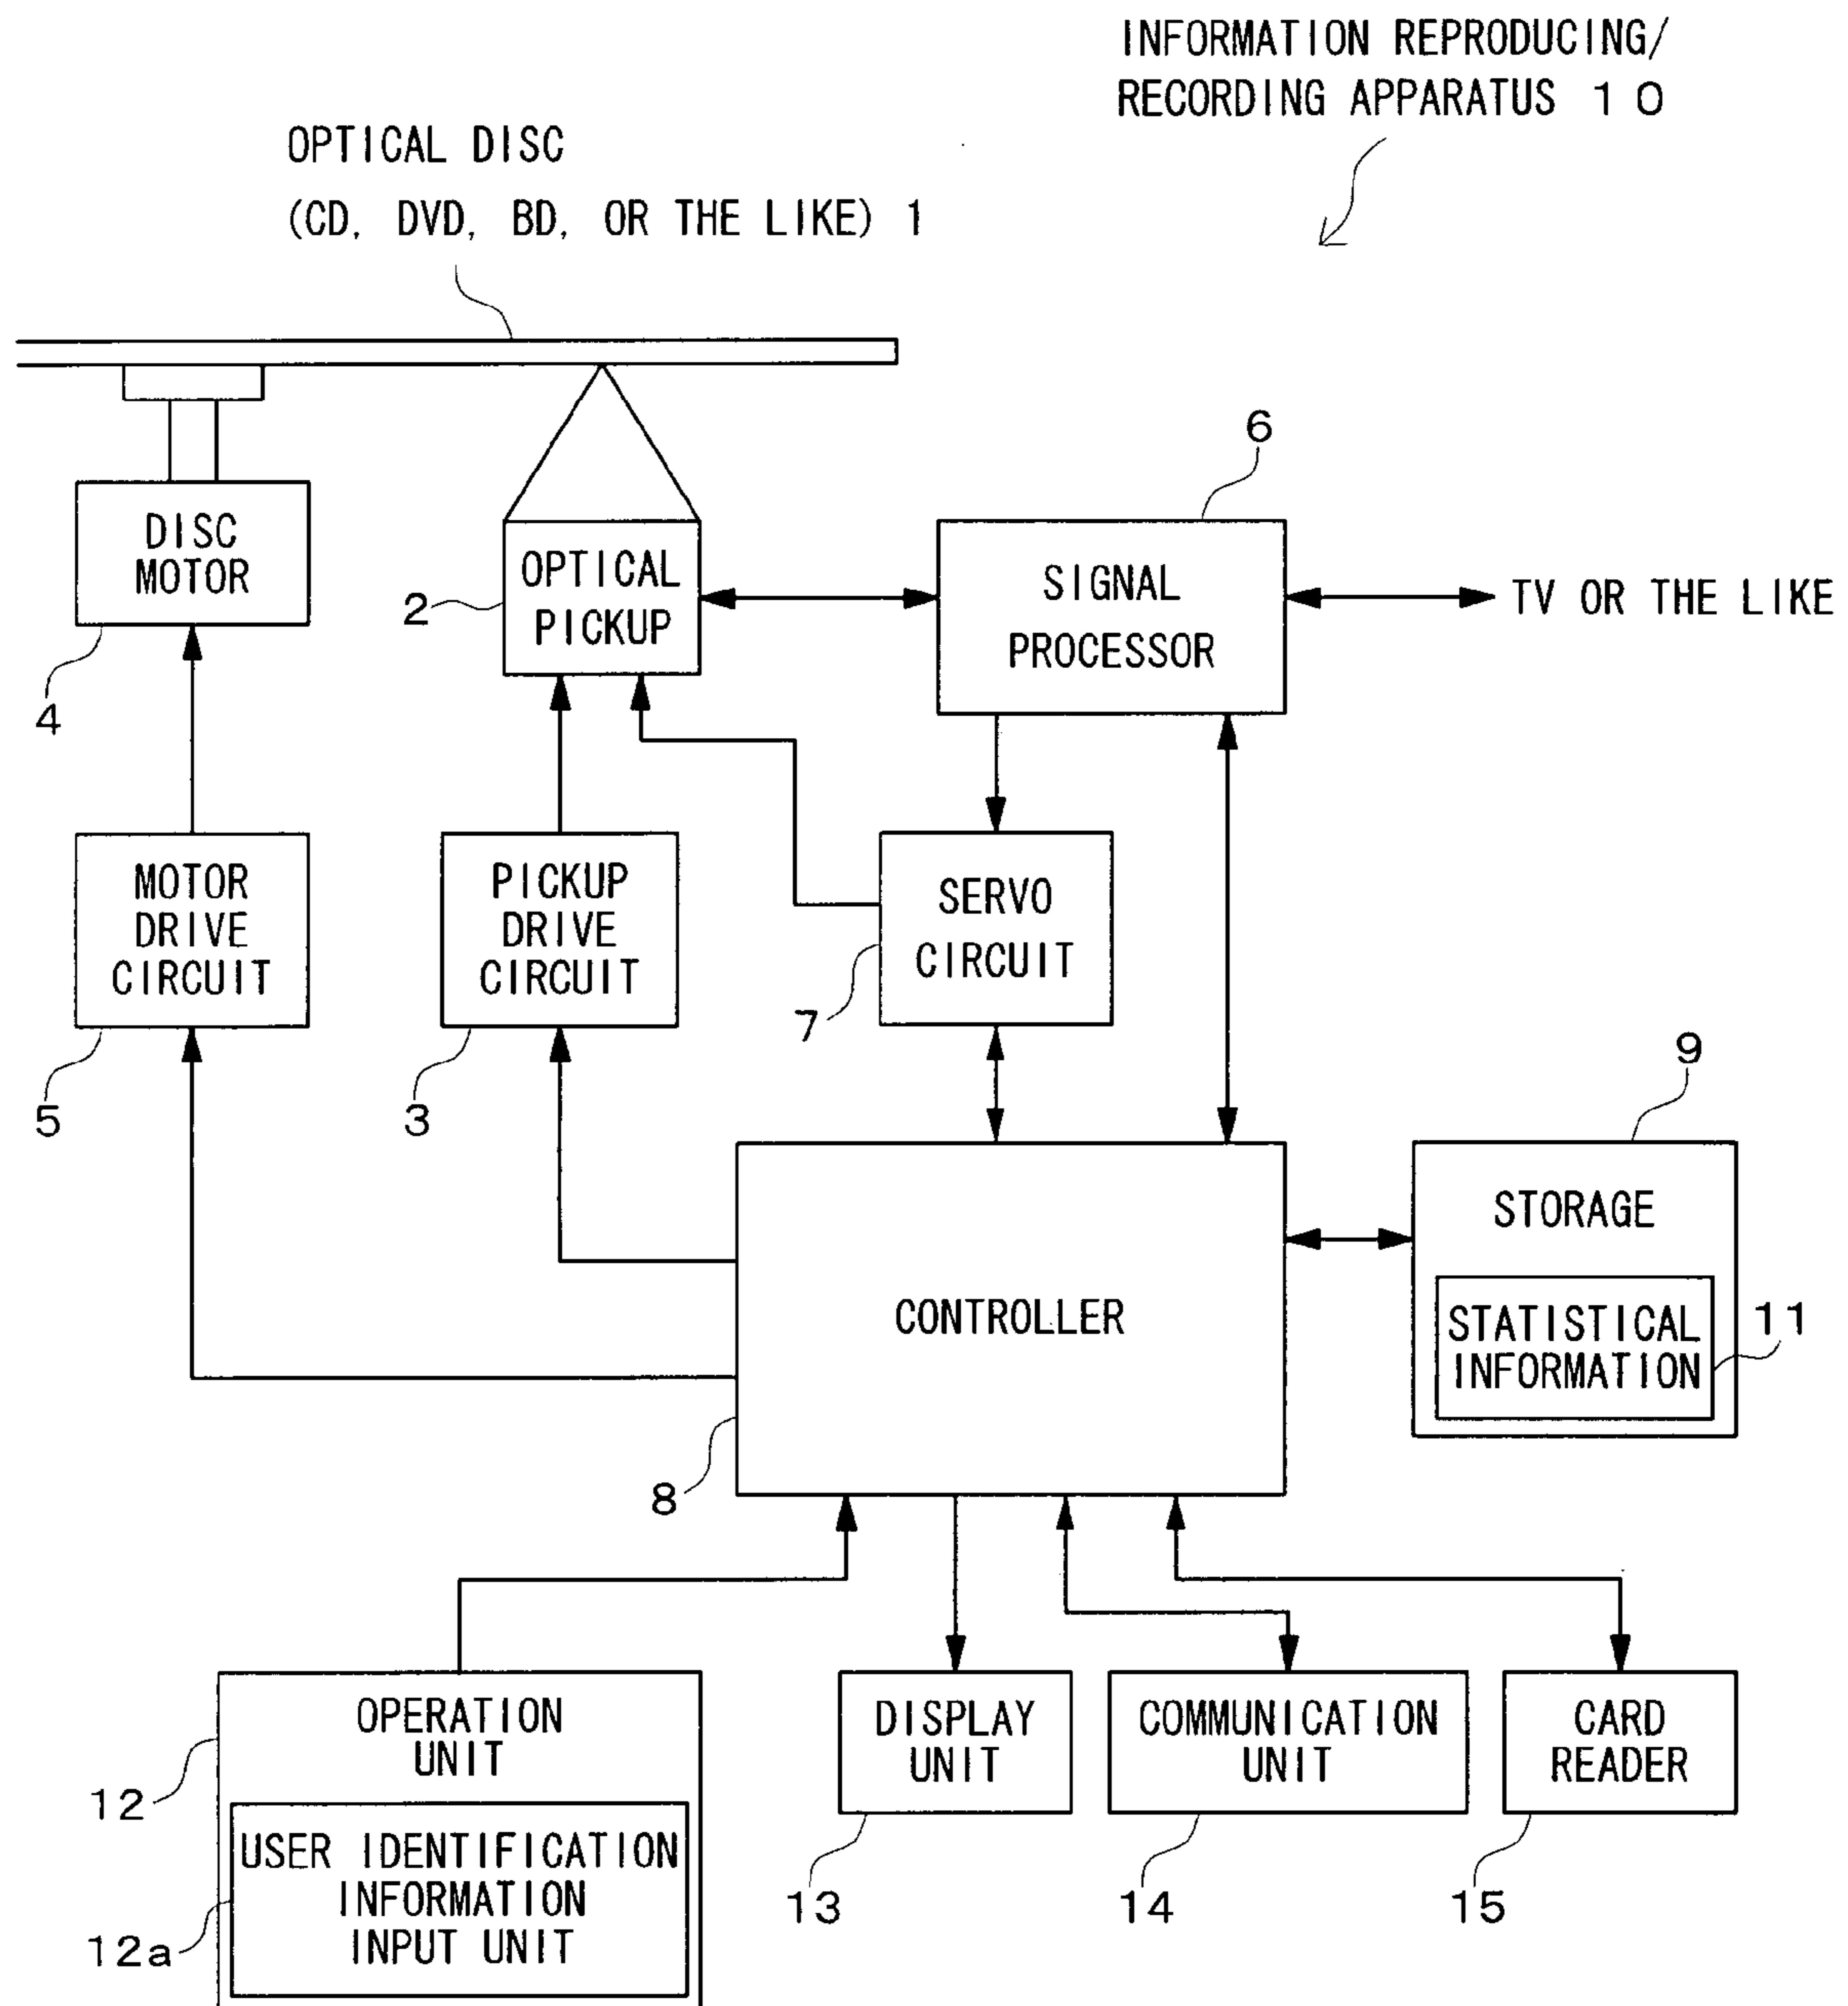 INFORMATION REPRODUCING/
RECORDING APPARATUS 10
OPTICAL DISC
(CD, DVD, BD, OR THE LIKE) 1
6
DISC
MOTOR
4
2
OPTICAL
PICKUP
SIGNAL
PROCESSOR
TV OR THE LIKE
MOTOR
DRIVE
CIRCUIT
5
PICKUP
DRIVE
CIRCUIT
3
SERVO
CIRCUIT
7
9
STORAGE
STATISTICAL
INFORMATION
11
CONTROLLER
8
OPERATION
UNIT
12
USER IDENTIFICATION
INFORMATION
INPUT UNIT
12a
DISPLAY
UNIT
13
COMMUNICATION
UNIT
14
CARD
READER
15